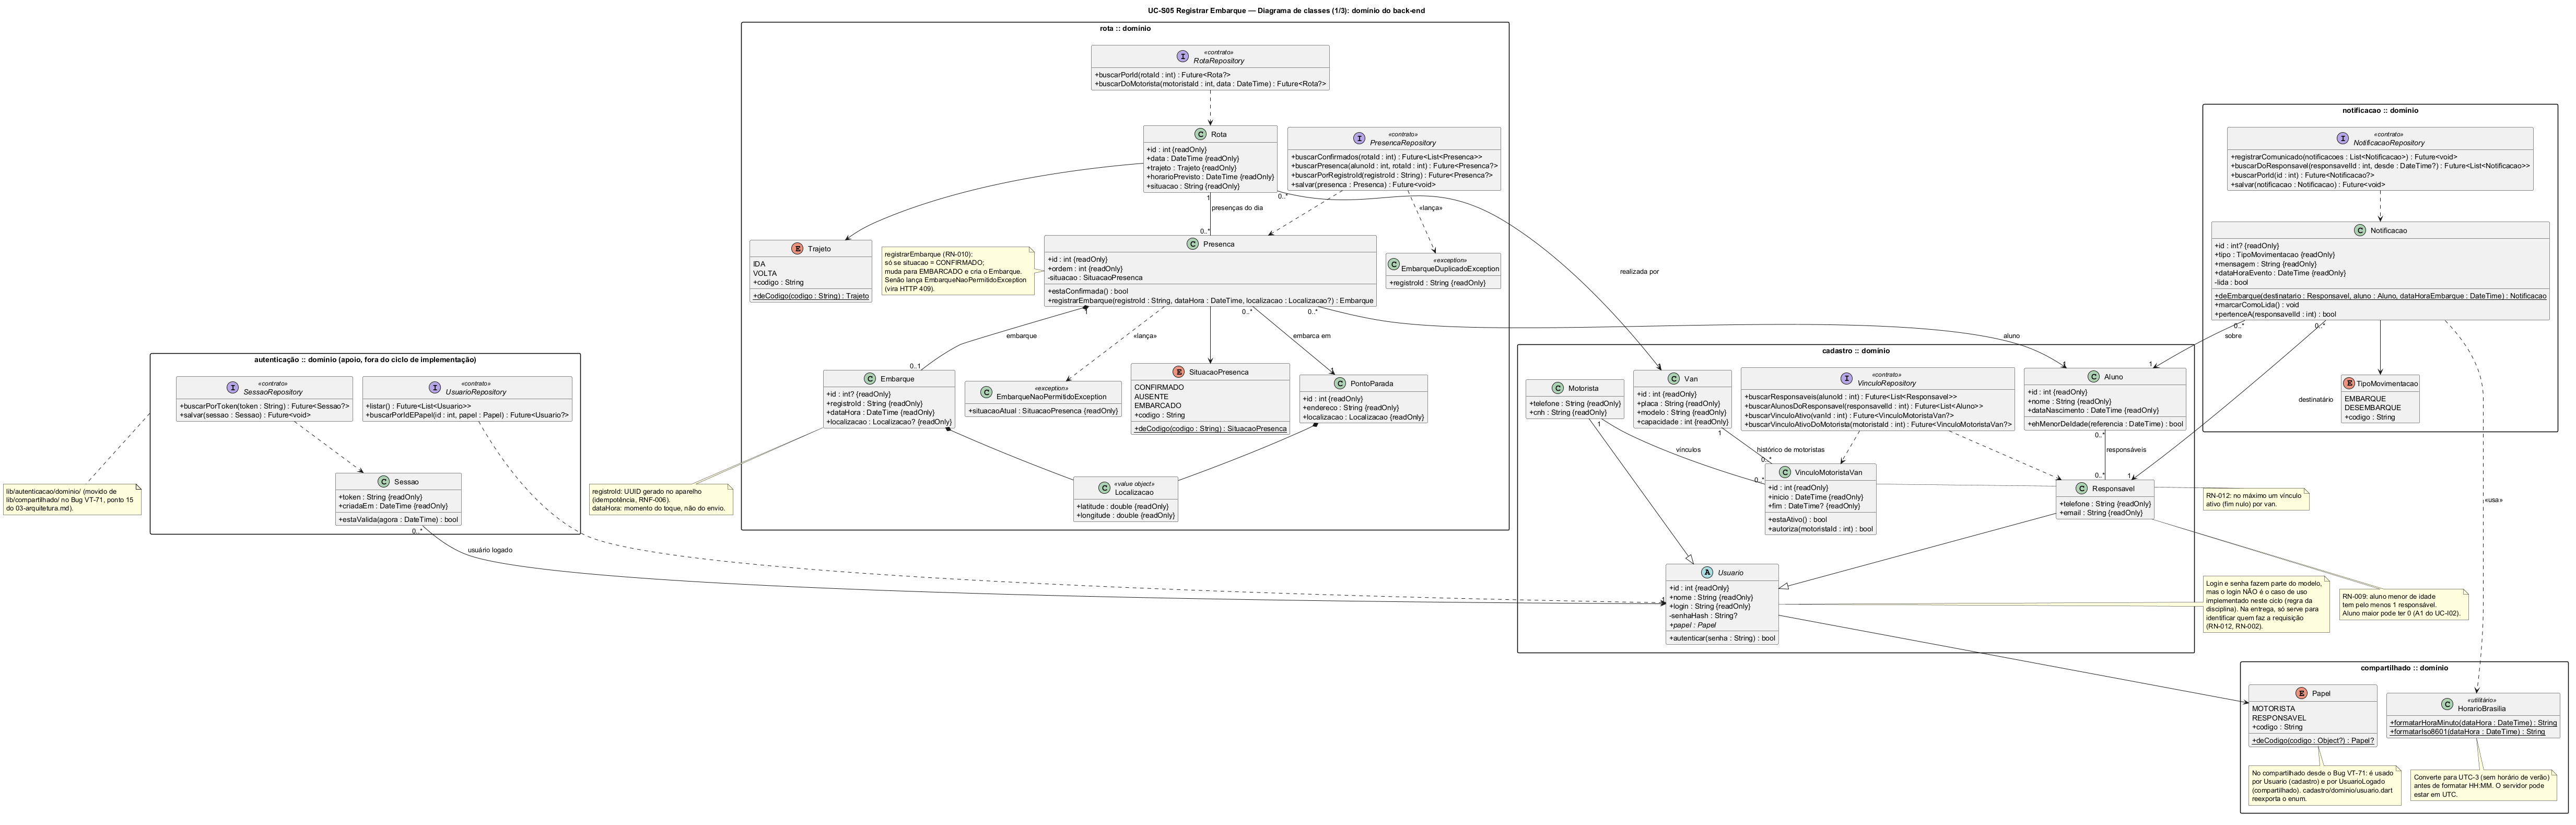 UC-S05 Registrar Embarque — Diagrama de classes (1/3): domínio do back-end
rota :: domínio
«contrato»
RotaRepository
+buscarPorId(rotaId : int) : Future<Rota?>
+buscarDoMotorista(motoristaId : int, data : DateTime) : Future<Rota?>
Rota
+id : int {readOnly}
+data : DateTime {readOnly}
+trajeto : Trajeto {readOnly}
+horarioPrevisto : DateTime {readOnly}
+situacao : String {readOnly}
«contrato»
PresencaRepository
+buscarConfirmados(rotaId : int) : Future<List<Presenca>>
+buscarPresenca(alunoId : int, rotaId : int) : Future<Presenca?>
+buscarPorRegistroId(registroId : String) : Future<Presenca?>
+salvar(presenca : Presenca) : Future<void>
1
presenças do dia
0..*
0..*
«lança»
realizada por
Trajeto
IDA
VOLTA
+codigo : String
+deCodigo(codigo : String) : Trajeto
registrarEmbarque (RN-010):
só se situacao = CONFIRMADO;
muda para EMBARCADO e cria o Embarque.
Senão lança EmbarqueNaoPermitidoException
(vira HTTP 409).
Presenca
+id : int {readOnly}
+ordem : int {readOnly}
-situacao : SituacaoPresenca
+estaConfirmada() : bool
+registrarEmbarque(registroId : String, dataHora : DateTime, localizacao : Localizacao?) : Embarque
«exception»
EmbarqueDuplicadoException
+registroId : String {readOnly}
1
embarque
0..1
«lança»
0..*
embarca em
1
0..*
aluno
1
Embarque
+id : int? {readOnly}
+registroId : String {readOnly}
+dataHora : DateTime {readOnly}
+localizacao : Localizacao? {readOnly}
«exception»
EmbarqueNaoPermitidoException
+situacaoAtual : SituacaoPresenca {readOnly}
SituacaoPresenca
CONFIRMADO
AUSENTE
EMBARCADO
+codigo : String
+deCodigo(codigo : String) : SituacaoPresenca
PontoParada
+id : int {readOnly}
+endereco : String {readOnly}
+localizacao : Localizacao {readOnly}
registroId: UUID gerado no aparelho
(idempotência, RNF-006).
dataHora: momento do toque, não do envio.
«value object»
Localizacao
+latitude : double {readOnly}
+longitude : double {readOnly}
notificacao :: domínio
«contrato»
NotificacaoRepository
+registrarComunicado(notificacoes : List<Notificacao>) : Future<void>
+buscarDoResponsavel(responsavelId : int, desde : DateTime?) : Future<List<Notificacao>>
+buscarPorId(id : int) : Future<Notificacao?>
+salvar(notificacao : Notificacao) : Future<void>
Notificacao
+id : int? {readOnly}
+tipo : TipoMovimentacao {readOnly}
+mensagem : String {readOnly}
+dataHoraEvento : DateTime {readOnly}
-lida : bool
+deEmbarque(destinatario : Responsavel, aluno : Aluno, dataHoraEmbarque : DateTime) : Notificacao
+marcarComoLida() : void
+pertenceA(responsavelId : int) : bool
0..*
sobre
1
0..*
destinatário
1
«usa»
TipoMovimentacao
EMBARQUE
DESEMBARQUE
+codigo : String
autenticação :: domínio (apoio, fora do ciclo de implementação)
«contrato»
SessaoRepository
+buscarPorToken(token : String) : Future<Sessao?>
+salvar(sessao : Sessao) : Future<void>
«contrato»
UsuarioRepository
+listar() : Future<List<Usuario>>
+buscarPorIdEPapel(id : int, papel : Papel) : Future<Usuario?>
lib/autenticacao/dominio/ (movido de
lib/compartilhado/ no Bug VT-71, ponto 15
do 03-arquitetura.md).
Sessao
+token : String {readOnly}
+criadaEm : DateTime {readOnly}
+estaValida(agora : DateTime) : bool
0..*
usuário logado
1
cadastro :: domínio
Motorista
+telefone : String {readOnly}
+cnh : String {readOnly}
Van
+id : int {readOnly}
+placa : String {readOnly}
+modelo : String {readOnly}
+capacidade : int {readOnly}
«contrato»
VinculoRepository
+buscarResponsaveis(alunoId : int) : Future<List<Responsavel>>
+buscarAlunosDoResponsavel(responsavelId : int) : Future<List<Aluno>>
+buscarVinculoAtivo(vanId : int) : Future<VinculoMotoristaVan?>
+buscarVinculoAtivoDoMotorista(motoristaId : int) : Future<VinculoMotoristaVan?>
Aluno
+id : int {readOnly}
+nome : String {readOnly}
+dataNascimento : DateTime {readOnly}
+ehMenorDeIdade(referencia : DateTime) : bool
1
vínculos
0..*
1
histórico de motoristas
0..*
0..*
responsáveis
0..*
VinculoMotoristaVan
+id : int {readOnly}
+inicio : DateTime {readOnly}
+fim : DateTime? {readOnly}
+estaAtivo() : bool
+autoriza(motoristaId : int) : bool
Responsavel
+telefone : String {readOnly}
+email : String {readOnly}
RN-012: no máximo um vínculo
ativo (fim nulo) por van.
Usuario
+id : int {readOnly}
+nome : String {readOnly}
+login : String {readOnly}
-senhaHash : String?
+papel : Papel
+autenticar(senha : String) : bool
Login e senha fazem parte do modelo,
mas o login NÃO é o caso de uso
implementado neste ciclo (regra da
disciplina). Na entrega, só serve para
identificar quem faz a requisição
(RN-012, RN-002).
RN-009: aluno menor de idade
tem pelo menos 1 responsável.
Aluno maior pode ter 0 (A1 do UC-I02).
compartilhado :: domínio
Papel
MOTORISTA
RESPONSAVEL
+codigo : String
+deCodigo(codigo : Object?) : Papel?
«utilitário»
HorarioBrasilia
+formatarHoraMinuto(dataHora : DateTime) : String
+formatarIso8601(dataHora : DateTime) : String
No compartilhado desde o Bug VT-71: é usado
por Usuario (cadastro) e por UsuarioLogado
(compartilhado). cadastro/dominio/usuario.dart
reexporta o enum.
Converte para UTC-3 (sem horário de verão)
antes de formatar HH:MM. O servidor pode
estar em UTC.